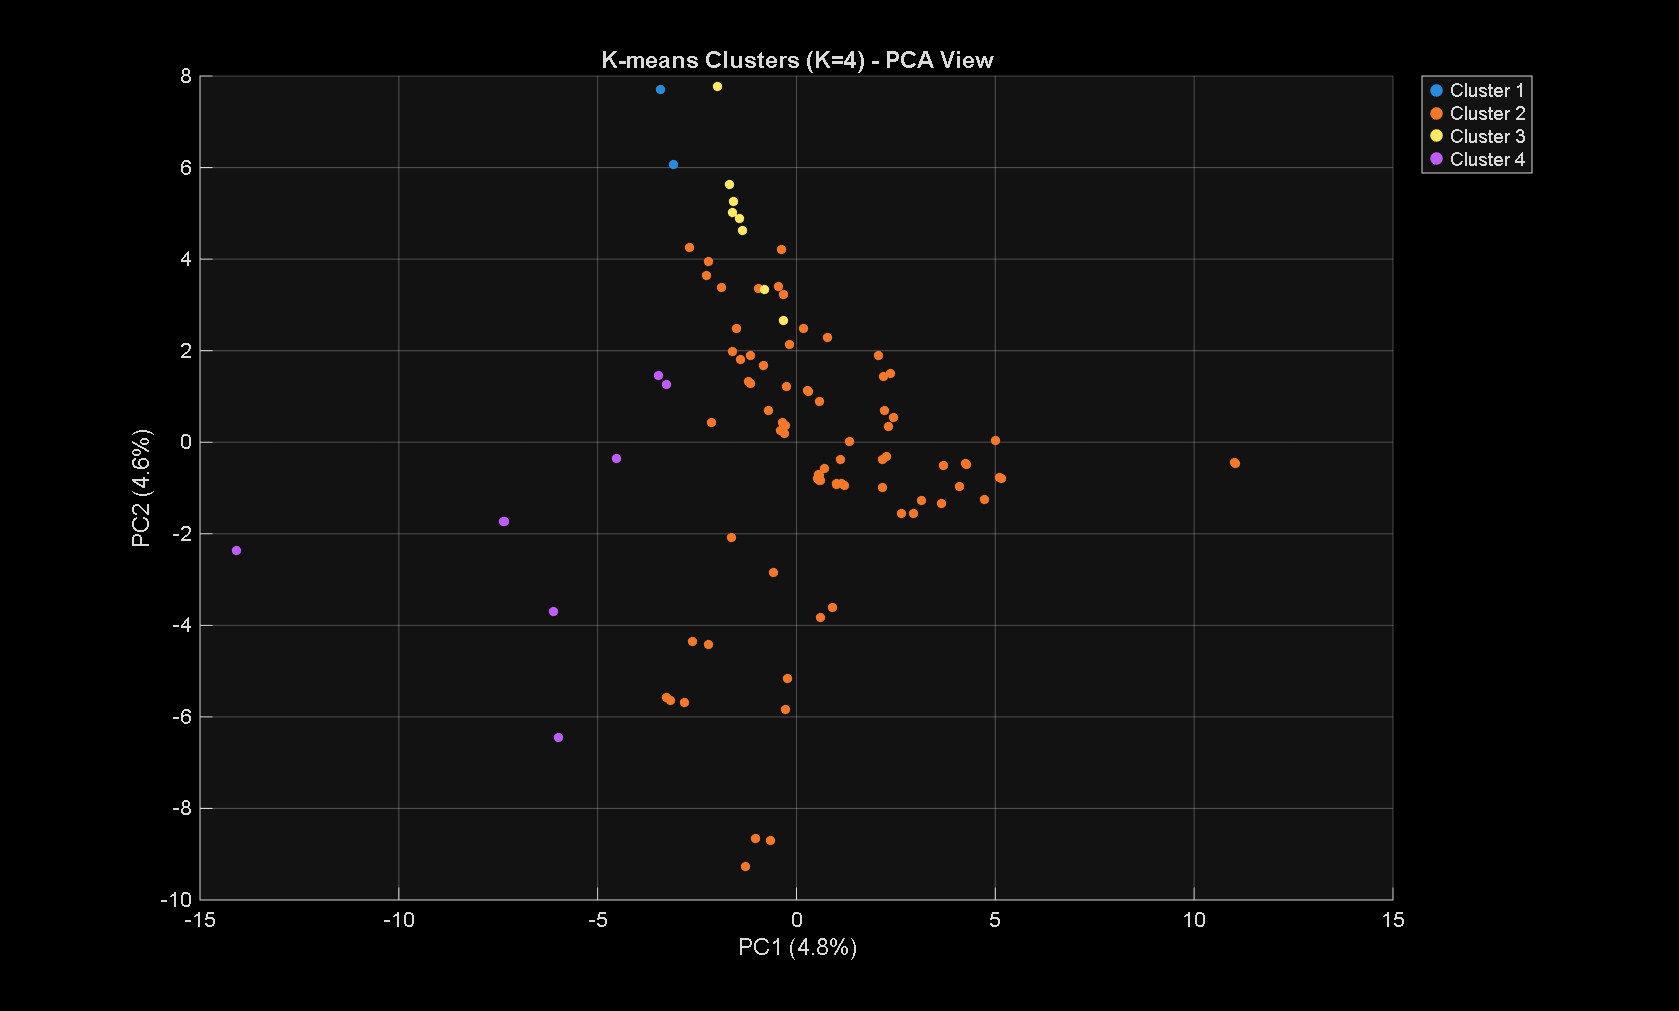 K-means Clusters (K=4) - PCA View
Cluster 1
Cluster 2
Cluster 3
Cluster 4
PC2 (4.6%)
8
6
4
2
0
-2
-4
-6
-8
-10
-15 -10 -5 0 5 10 15
PC1 (4.8%)